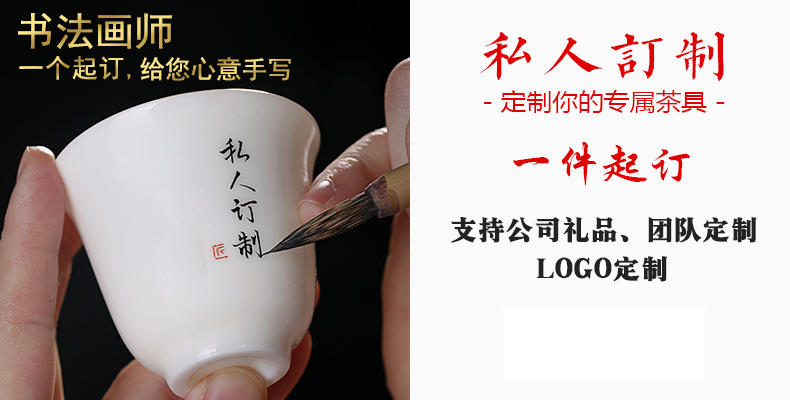 书法画师
一个起订,给您心意手写
私人订制
匠
私人訂制
- 定制你的专属茶具 -
一件起订
支持公司礼品、团队定制
LOGO定制